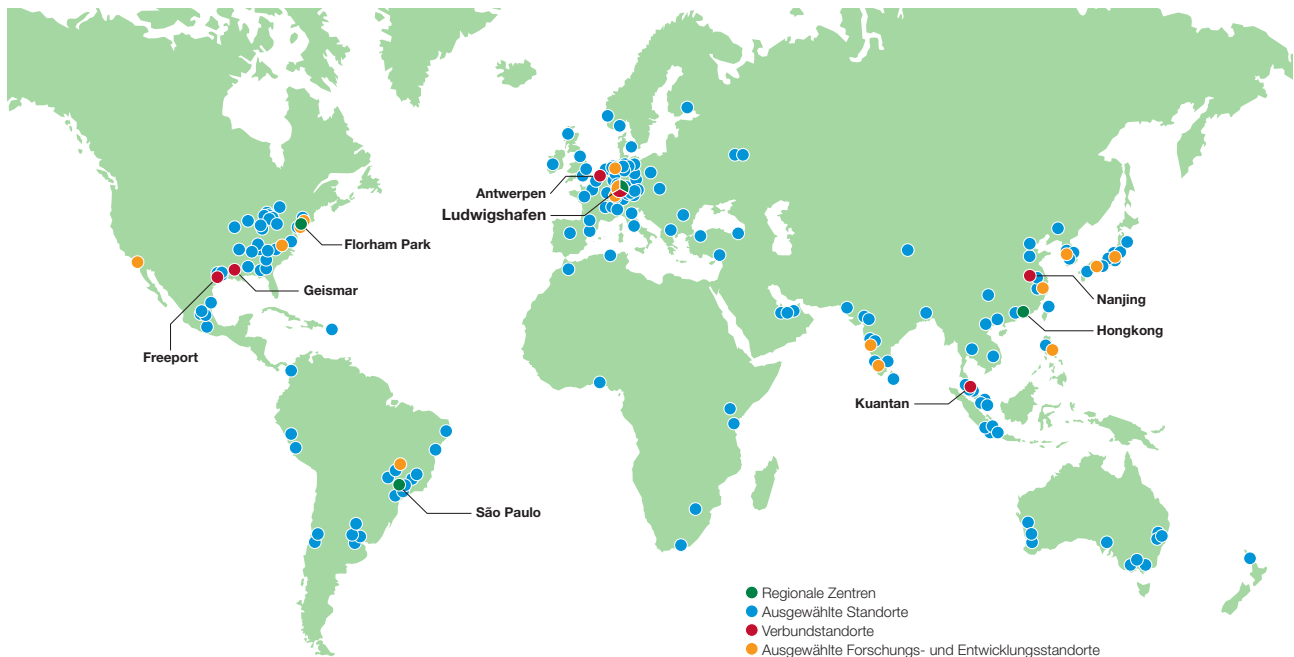 Antwerpen
Ludwigshafen
Florham Park
Geismar
Freeport
Nanjing
Hongkong
Kuantan
São Paulo
Regionale Zentren
Ausgewählte Standorte
Verbundstandorte
Ausgewählte Forschungs- und Entwicklungsstandorte